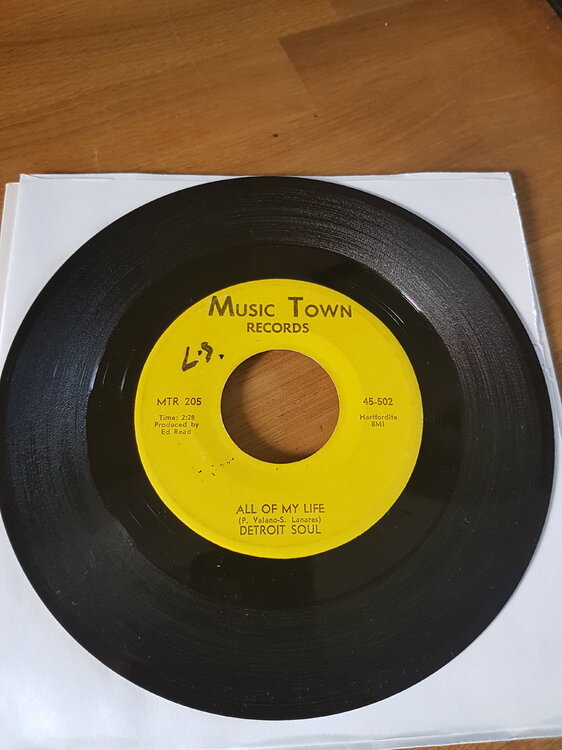 Music Town
RECORDS
L.S.
MTR 205
Time: 2:28
Produced by
Ed Read
45-502
Hartfordite
BMI
ALL OF MY LIFE
(P. Valano-S. Lanares)
DETROIT SOUL